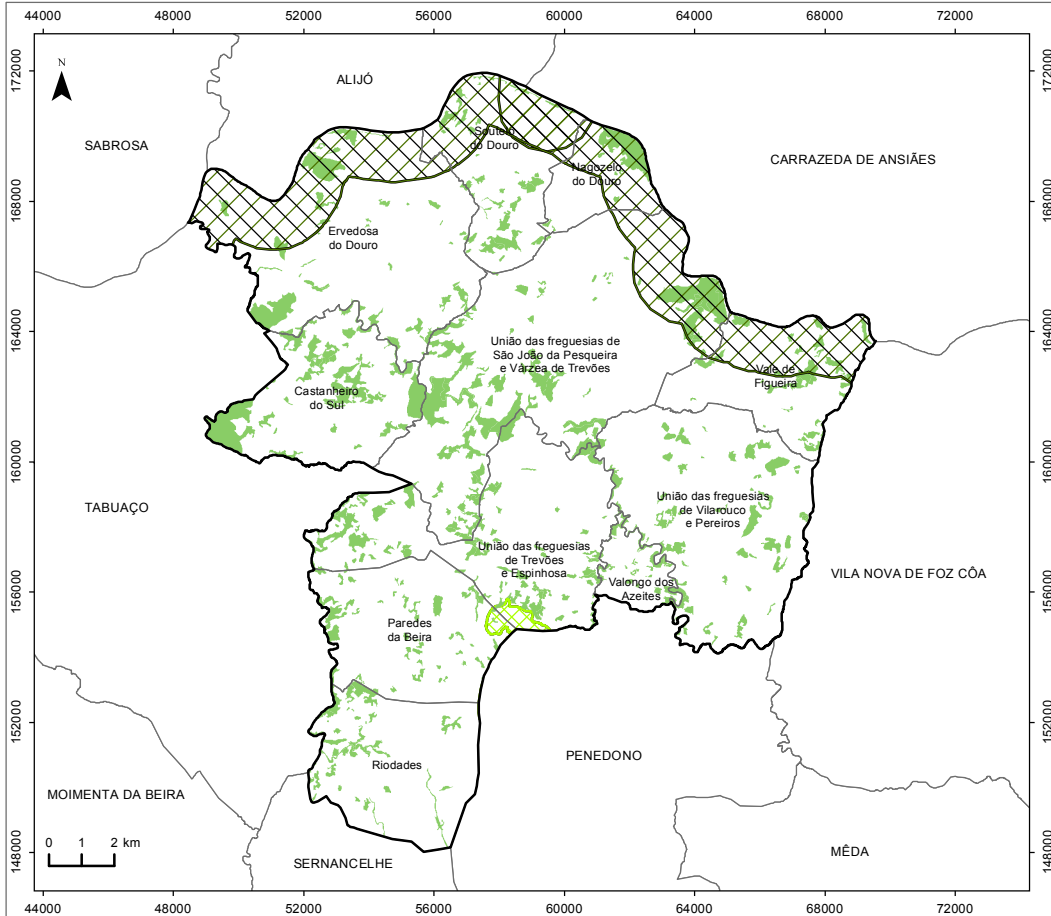 44000 48000 52000 56000 60000 64000 68000 72000
172000
172000
N
ALIJÓ
SABROSA
CARRAZEDA DE ANSIÃES
Soutelo
do Douro
Nagozelo
do Douro
168000
168000
Ervedosa
do Douro
164000
164000
União das freguesias de
São João da Pesqueira
e Várzea de Trevões
Vale de
Figueira
Castanheiro
do Sul
160000
160000
TABUAÇO
União das freguesias
de Vilarouco
e Pereiros
União das freguesias
de Trevões
e Espinhosa
Valongo dos
Azeites
VILA NOVA DE FOZ CÔA
156000
156000
Paredes
da Beira
152000
152000
PENEDONO
Riodades
MOIMENTA DA BEIRA
0 1 2 km
148000
148000
SERNANCELHE
MÊDA
44000 48000 52000 56000 60000 64000 68000 72000